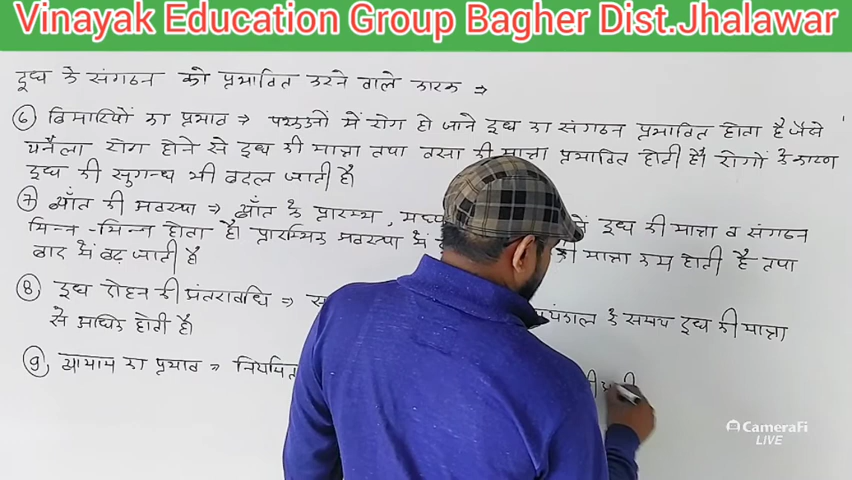 Vinayak Education Group Bagher Dist.Jhalawar
दूध के संगठन को प्रभावित करने वाले कारक ⇒
⑥ बिमारियों का प्रभाव ⇒ पशुओं में रोग हो जाने दूध का संगठन प्रभावित होता है जैसे
थनैला रोग होने से दूध की मात्रा तथा वसा की मात्रा प्रभावित होती है। रोगों के कारण
दूध की सुगन्ध भी बदल जाती है
⑦ ब्याँत की अवस्था ⇒ ब्याँत के प्रारम्भ, में दूध की मात्रा व संगठन
भिन्न-भिन्न होता है। प्रारम्भिक अवस्था में की मात्रा कम होती है तथा
बाद में बढ़ जाती है
⑧ दूध दोहन की अंतरावधि ⇒ के समय दूध की मात्रा
से अधिक होती है।
⑨ व्यायाम का प्रभाव ⇒ नियमित
CameraFi
LIVE